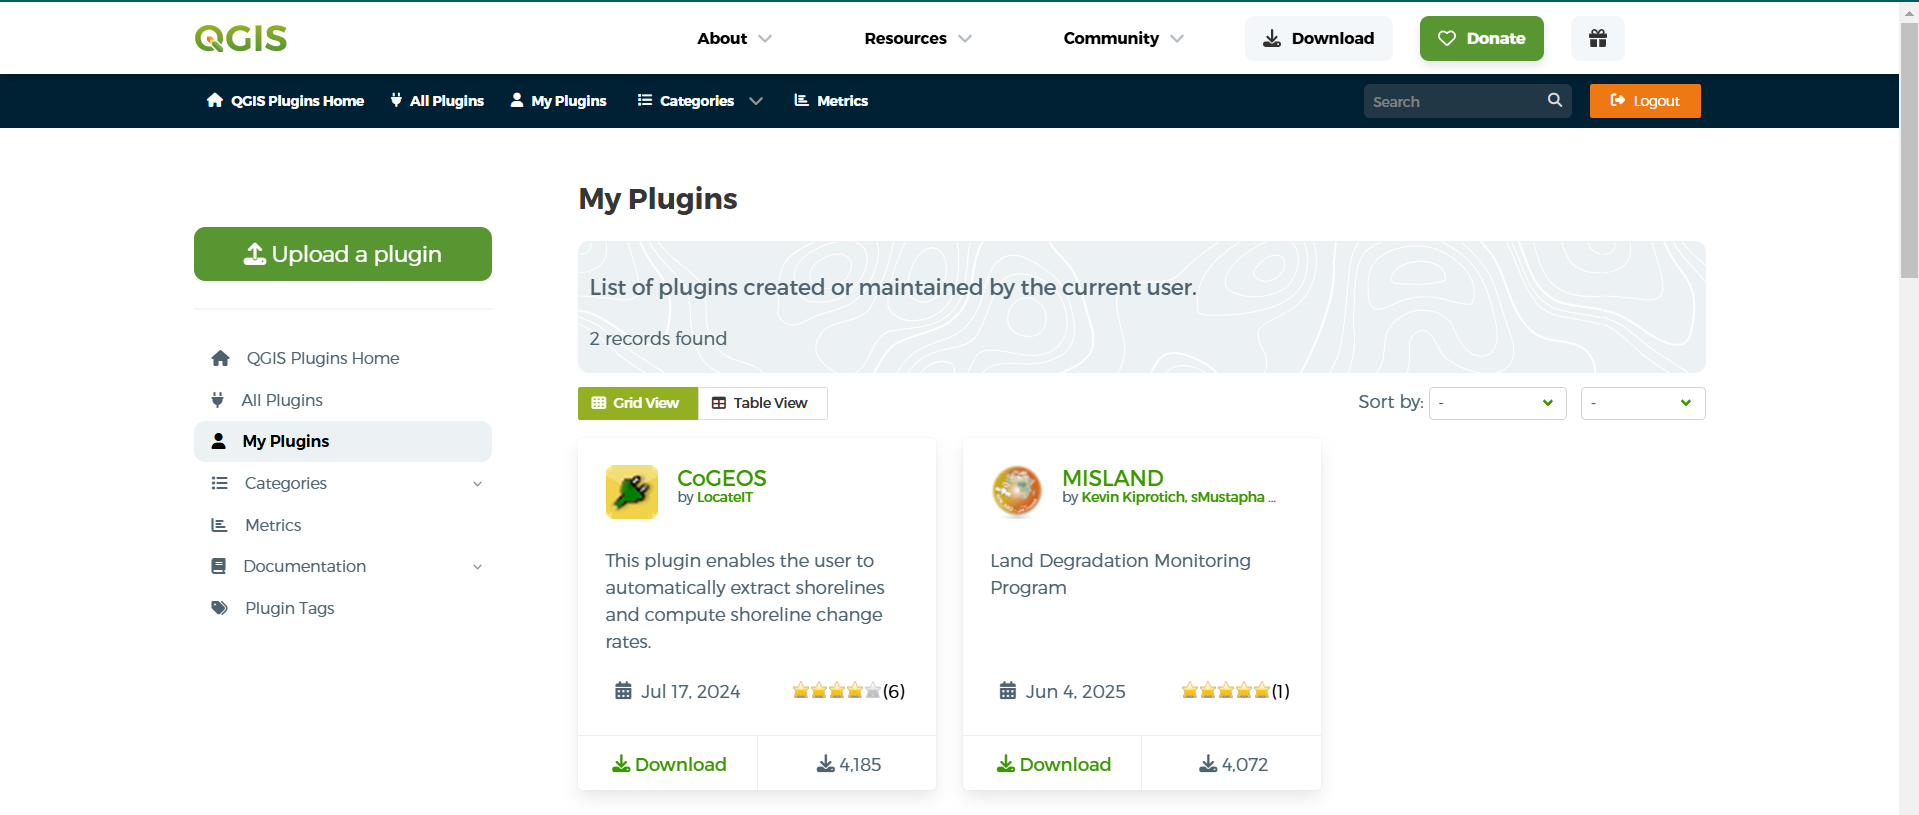 QGIS
About
Resources
Community
Download
Donate
QGIS Plugins Home
All Plugins
My Plugins
Categories
Metrics
Search
Logout
Upload a plugin
QGIS Plugins Home
All Plugins
My Plugins
Categories
Metrics
Documentation
Plugin Tags
My Plugins
List of plugins created or maintained by the current user.
2 records found
Grid View
Table View
Sort by:
-
-
CoGEOS
by LocateIT
This plugin enables the user to
automatically extract shorelines
and compute shoreline change
rates.
Jul 17, 2024
(6)
Download
4,185
MISLAND
by Kevin Kiprotich, sMustapha ...
Land Degradation Monitoring
Program
Jun 4, 2025
(1)
Download
4,072